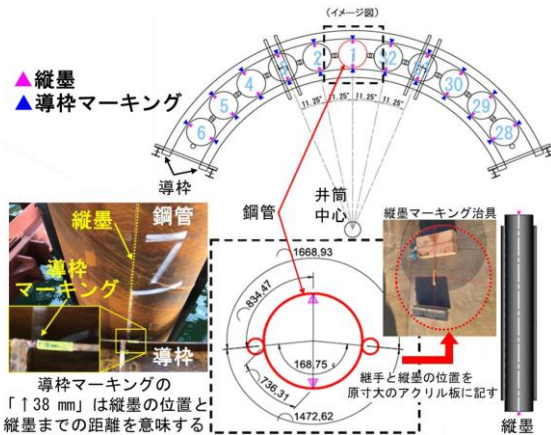 (イメージ図)
▲縦墨
▲導枠マーキング
1
2
4
5
6
30
29
28
11.25°
11.25°
11.25°
11.25°
導枠
鋼管
井筒
中心
縦墨マーキング治具
鋼管
縦墨
導枠
マーキング
導枠
1668,93
834,47
168,75
736,31
1472,62
継手と縦墨の位置を
原寸大のアクリル板に記す
縦墨
導枠マーキングの
「↑38 mm」は縦墨の位置と
縦墨までの距離を意味する